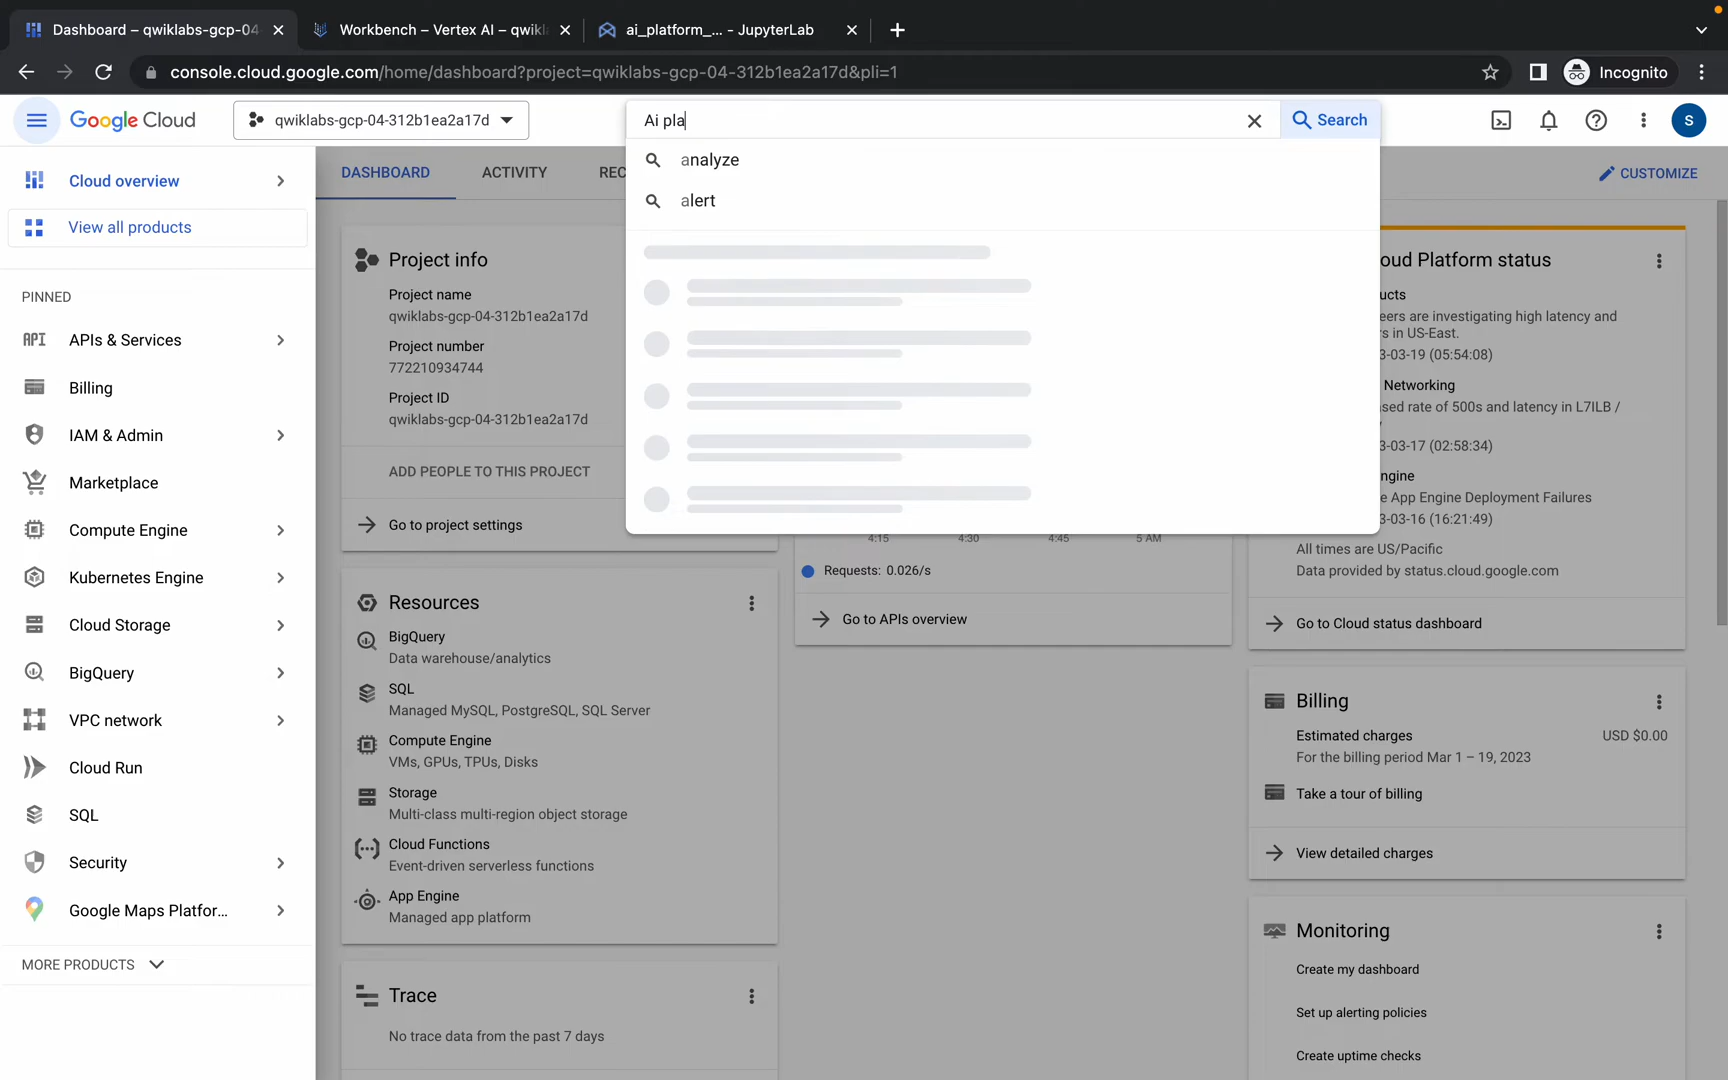 Dashboard – qwiklabs-gcp-04
Workbench – Vertex AI – qwikl
ai_platform_... - JupyterLab
console.cloud.google.com/home/dashboard?project=qwiklabs-gcp-04-312b1ea2a17d&pli=1
Incognito
Google Cloud
qwiklabs-gcp-04-312b1ea2a17d
Ai pla
Search
S
analyze
alert
Cloud overview
View all products
PINNED
API
APIs & Services
Billing
IAM & Admin
Marketplace
Compute Engine
Kubernetes Engine
Cloud Storage
BigQuery
VPC network
Cloud Run
SQL
Security
Google Maps Platfor...
MORE PRODUCTS
DASHBOARD
ACTIVITY
REC
CUSTOMIZE
Project info
Project name
qwiklabs-gcp-04-312b1ea2a17d
Project number
772210934744
Project ID
qwiklabs-gcp-04-312b1ea2a17d
ADD PEOPLE TO THIS PROJECT
Go to project settings
Resources
BigQuery
Data warehouse/analytics
SQL
Managed MySQL, PostgreSQL, SQL Server
Compute Engine
VMs, GPUs, TPUs, Disks
Storage
Multi-class multi-region object storage
Cloud Functions
Event-driven serverless functions
App Engine
Managed app platform
Trace
No trace data from the past 7 days
4:15
4:30
4:45
5 AM
Requests: 0.026/s
Go to APIs overview
oud Platform status
ucts
eers are investigating high latency and
rs in US-East.
3-03-19 (05:54:08)
Networking
sed rate of 500s and latency in L7ILB /
3-03-17 (02:58:34)
ngine
e App Engine Deployment Failures
3-03-16 (16:21:49)
All times are US/Pacific
Data provided by status.cloud.google.com
Go to Cloud status dashboard
Billing
Estimated charges
USD $0.00
For the billing period Mar 1 – 19, 2023
Take a tour of billing
View detailed charges
Monitoring
Create my dashboard
Set up alerting policies
Create uptime checks